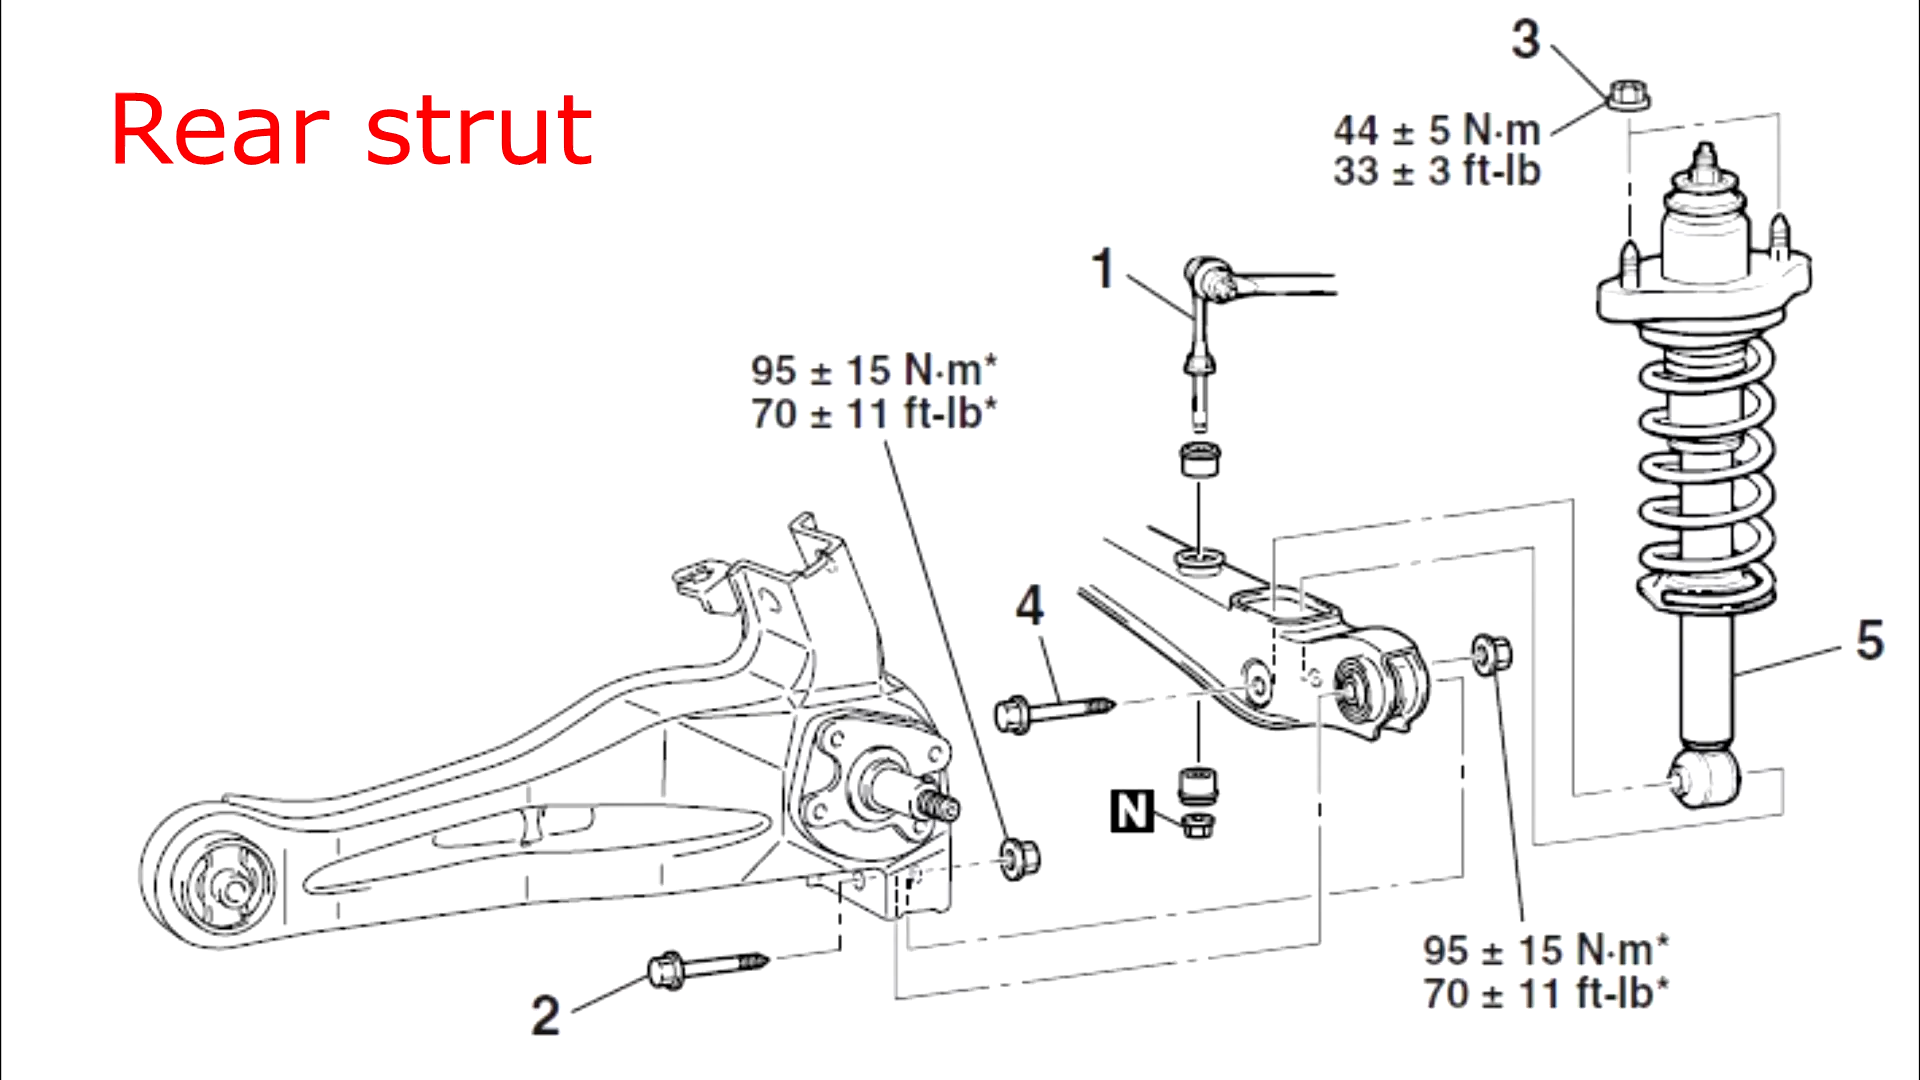 Rear strut
3
44 ± 5 N·m
33 ± 3 ft-lb
1
95 ± 15 N·m*
70 ± 11 ft-lb*
4
5
N
95 ± 15 N·m*
70 ± 11 ft-lb*
2